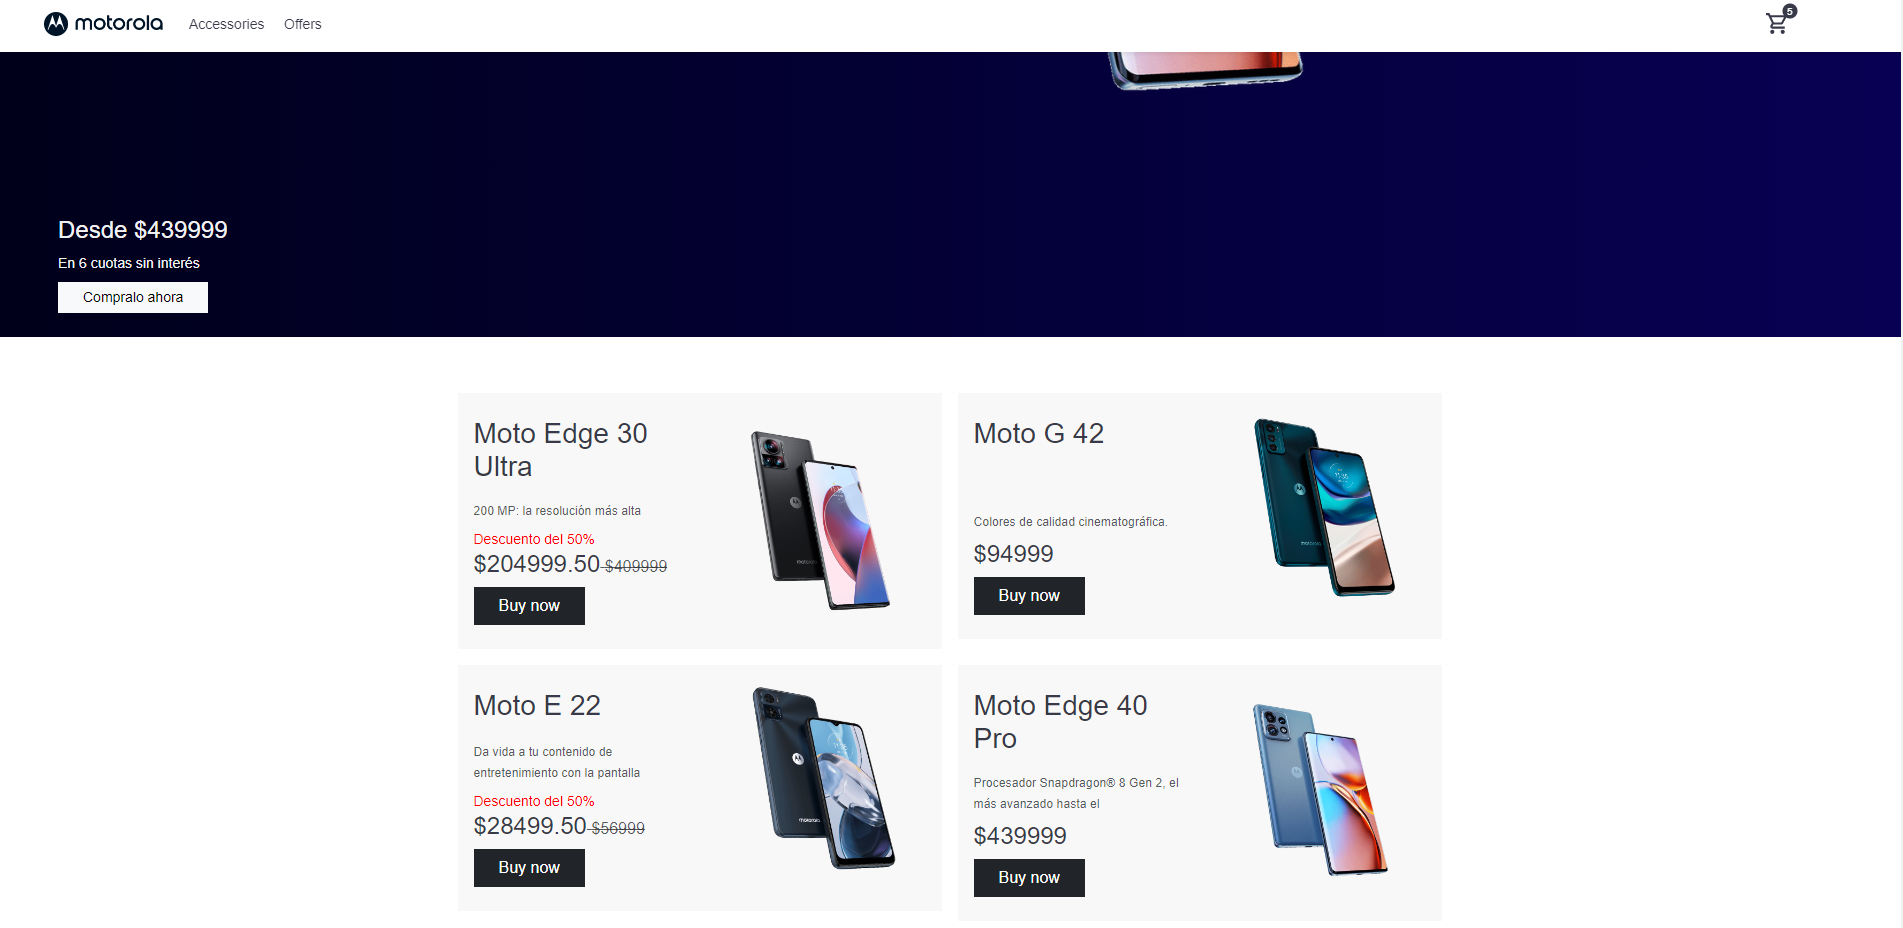 motorola Accessories Offers 5
Desde $439999
En 6 cuotas sin interés
Compralo ahora
Moto Edge 30
Ultra
200 MP: la resolución más alta
Descuento del 50%
$204999.50 $409999
Buy now
Moto G 42
Colores de calidad cinematográfica.
$94999
Buy now
Moto E 22
Da vida a tu contenido de
entretenimiento con la pantalla
Descuento del 50%
$28499.50 $56999
Buy now
Moto Edge 40
Pro
Procesador Snapdragon® 8 Gen 2, el
más avanzado hasta el
$439999
Buy now